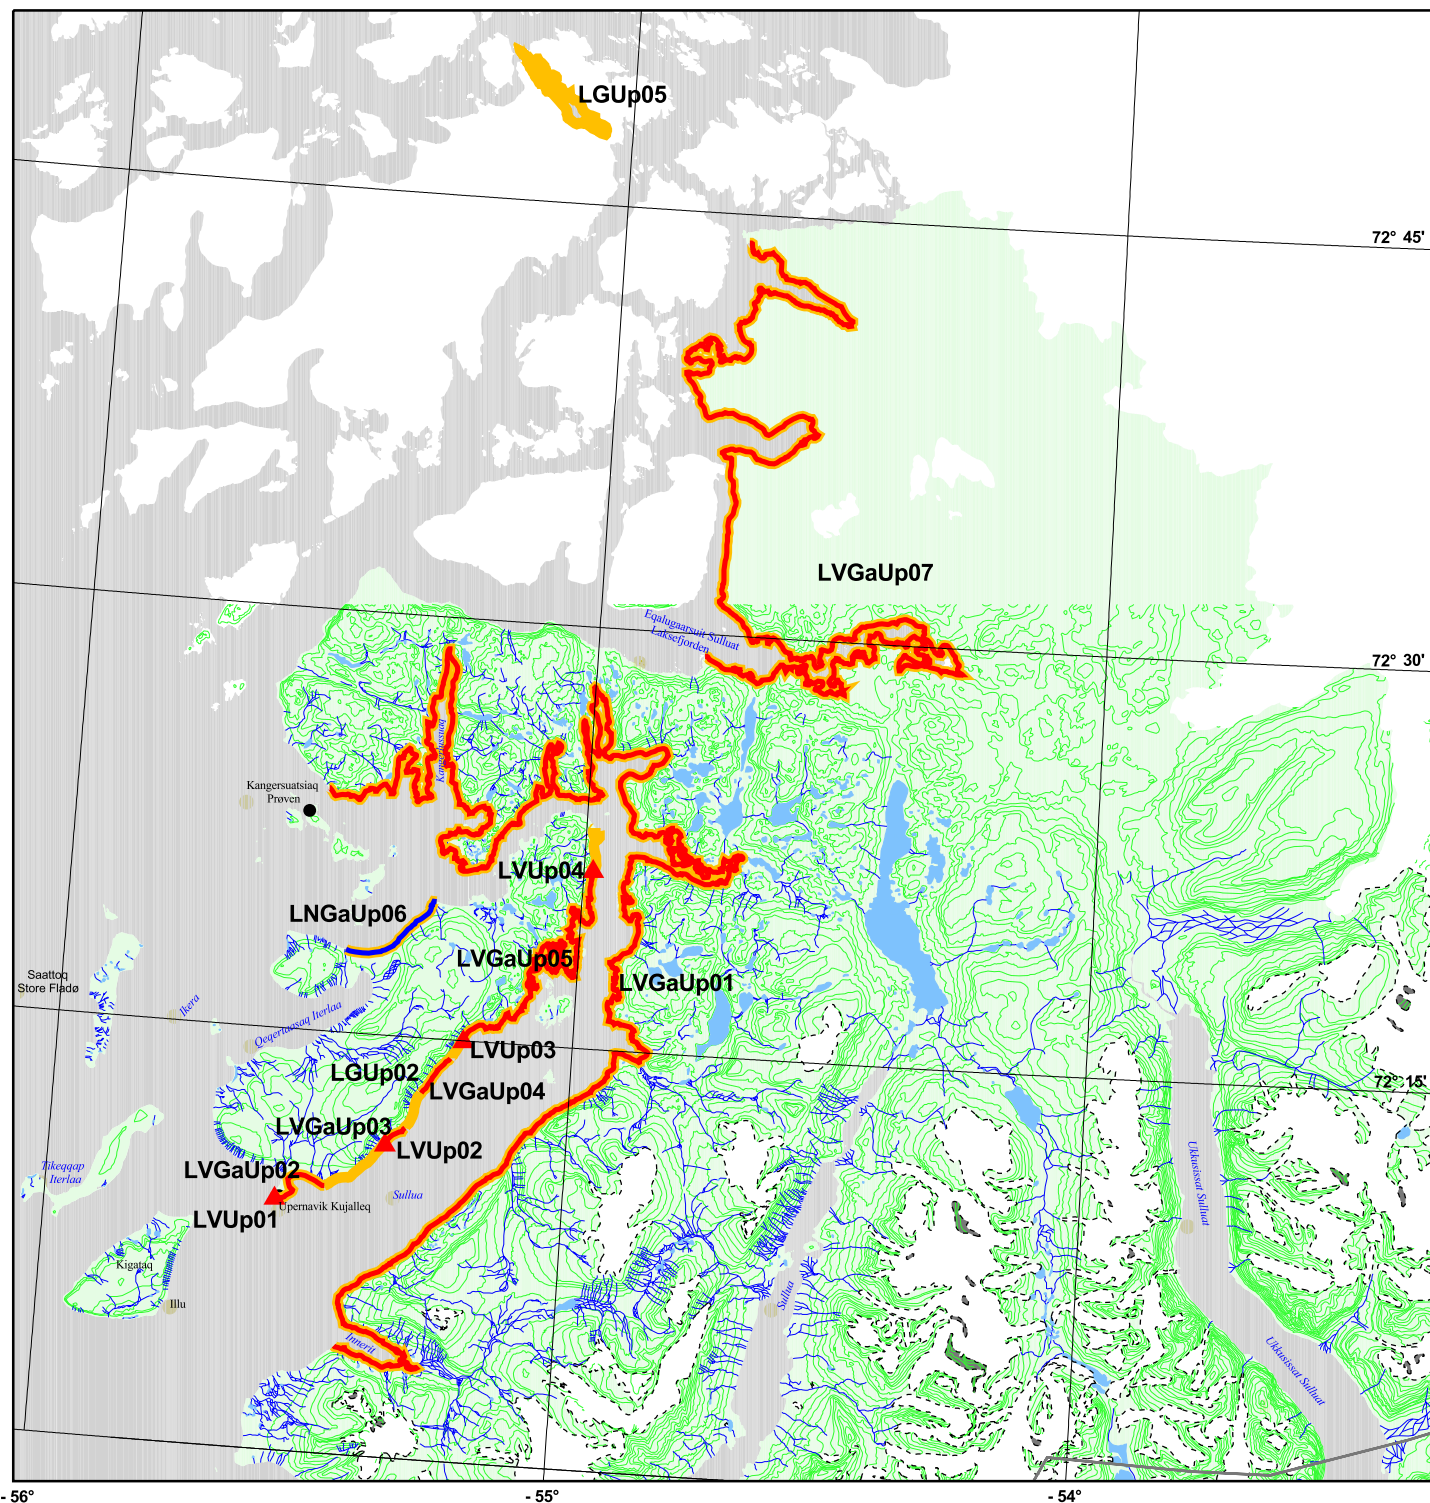 LGUp05
72° 45'
LVGaUp07
Eqalugaarsuit Sulluat
Laksefjorden
72° 30'
Kangerlussuaq
Kangersuatsiaq
Prøven
LVUp04
LNGaUp06
LVGaUp05
LVGaUp01
Saattoq
Store Fladø
Ikera
Qeqertaasaq Iterlaa
LVUp03
LGUp02
72° 15'
LVGaUp04
LVGaUp03
LVUp02
Ukkusissat Sulluat
Tikeqqap
Iterlaa
LVGaUp02
Sullua
Upernavik Kujalleq
LVUp01
Kigataq
Illu
Sullua
Innerit
Ukkusissat Sulluat
- 56°
- 55°
- 54°